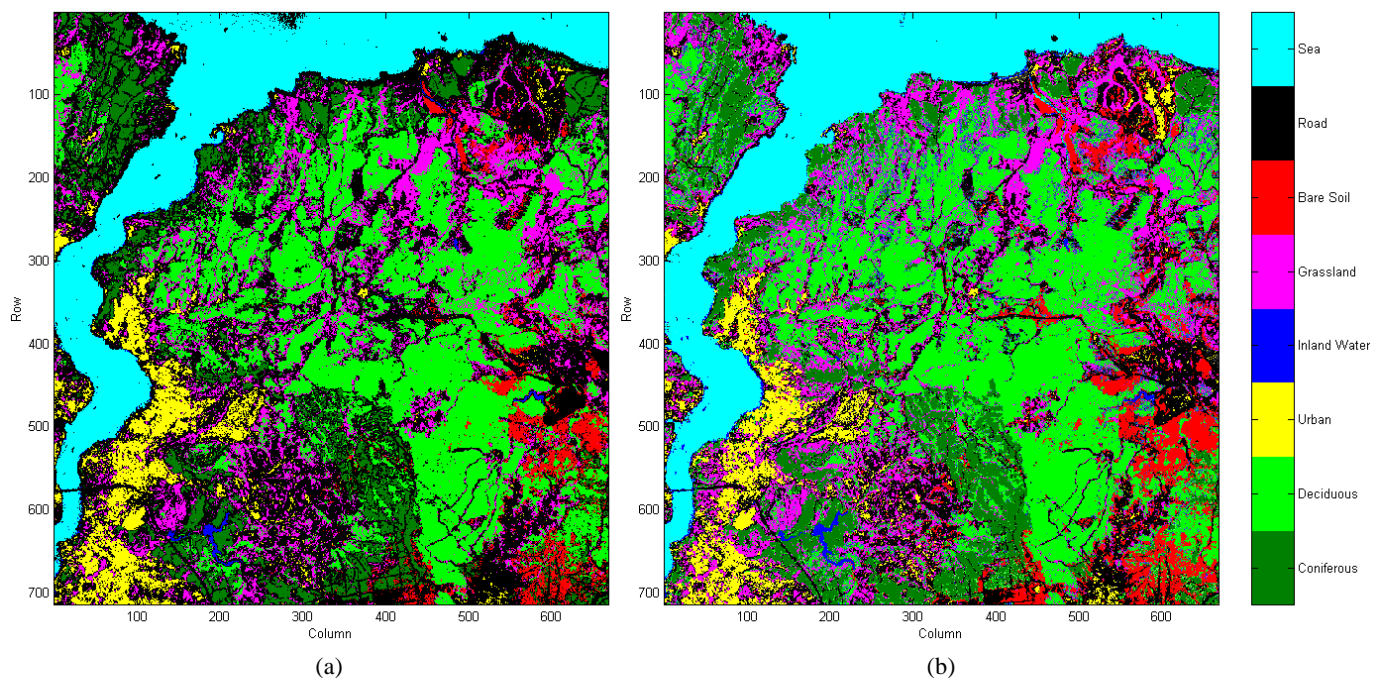 100
200
300
400
500
600
700
Row
100 200 300 400 500 600
Column
(a)
100
200
300
400
500
600
700
Row
100 200 300 400 500 600
Column
(b)
Sea
Road
Bare Soil
Grassland
Inland Water
Urban
Deciduous
Coniferous